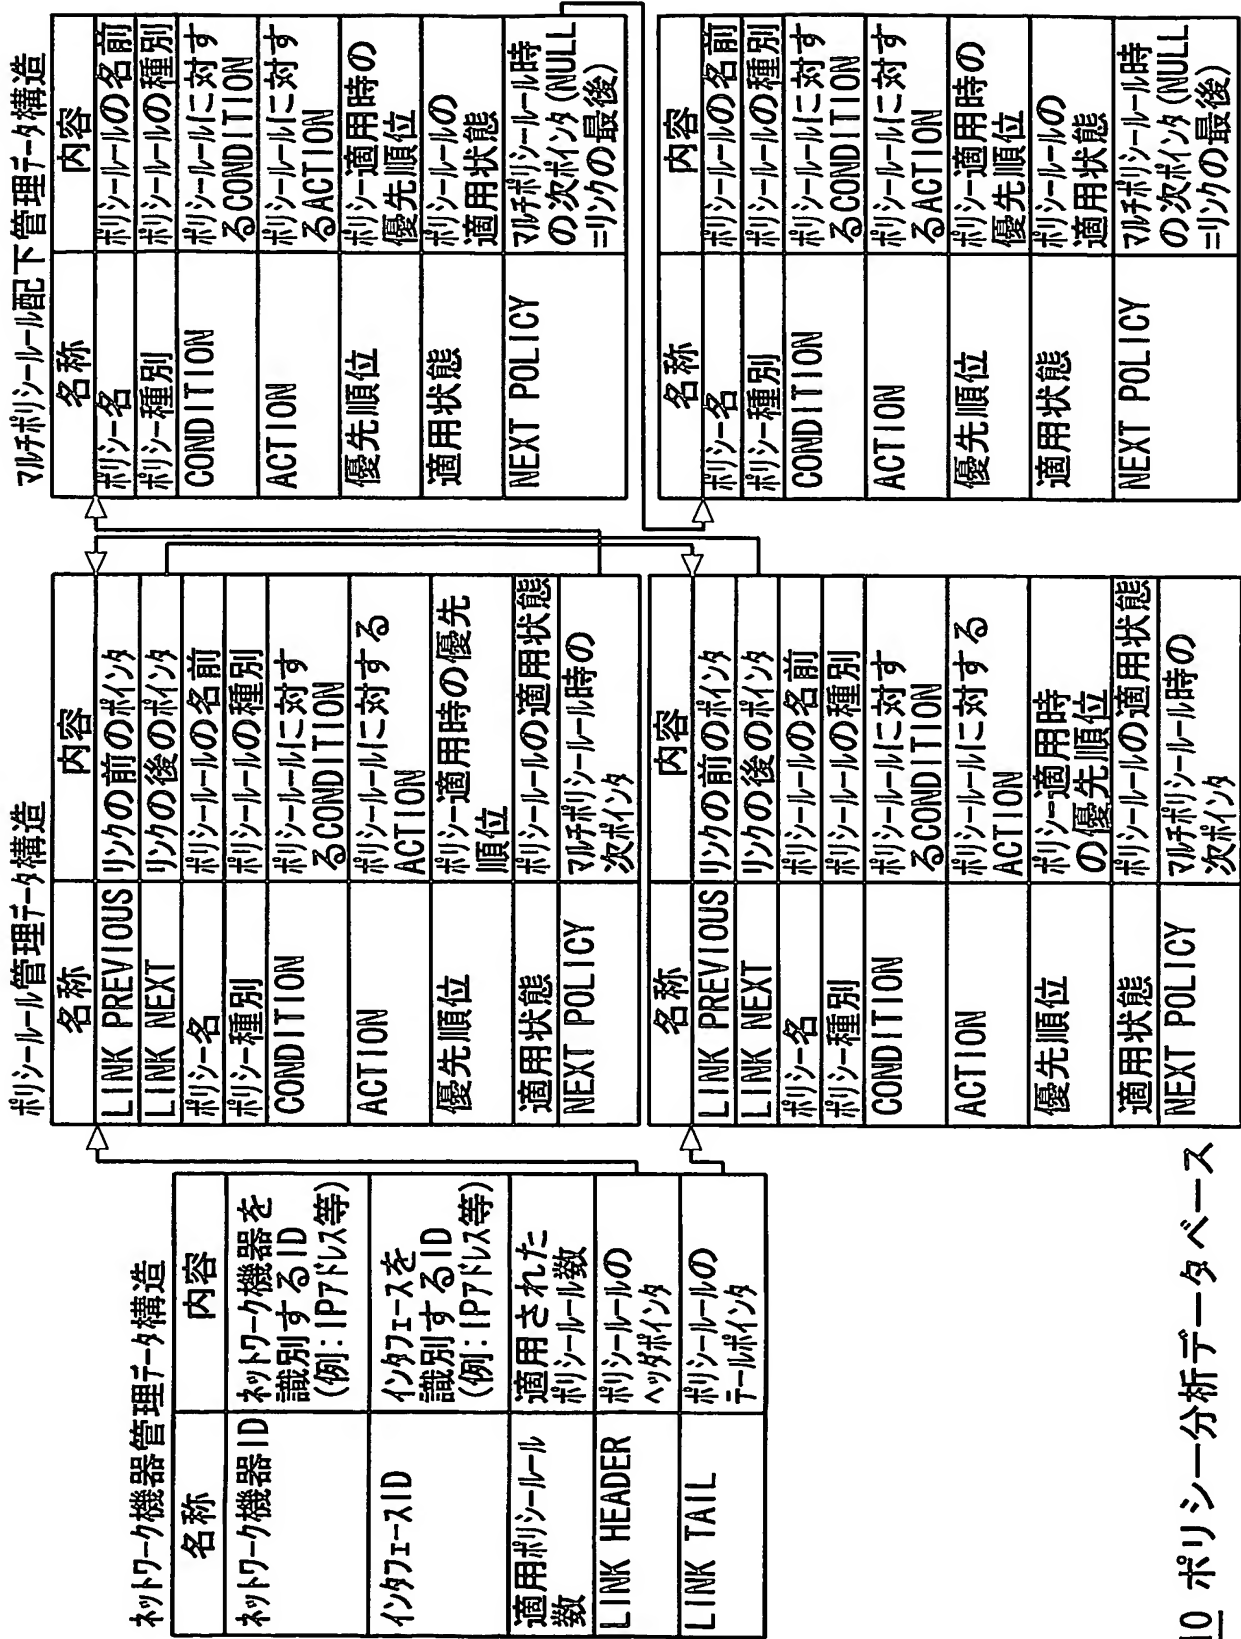 ネットワーク機器管理データ構造
名称 内容
ネットワーク機器ID ネットワーク機器を
識別するID
(例:IPアドレス等)
インタフェースID インタフェースを
識別するID
(例:IPアドレス等)
適用ポリシールール
数
適用された
ポリシールール数
LINK HEADER ポリシールールの
ヘッダポインタ
LINK TAIL ポリシールールの
テールポインタ
ポリシールール管理データ構造
名称 内容
LINK PREVIOUS リンクの前のポインタ
LINK NEXT リンクの後のポインタ
ポリシー名 ポリシールールの名前
ポリシー種別 ポリシールールの種別
CONDITION ポリシールールに対す
るCONDITION
ACTION ポリシールールに対する
ACTION
優先順位 ポリシー適用時の優先
順位
適用状態 ポリシールールの適用状態
NEXT POLICY マルチポリシールール時の
次ポインタ
名称 内容
LINK PREVIOUS リンクの前のポインタ
LINK NEXT リンクの後のポインタ
ポリシー名 ポリシールールの名前
ポリシー種別 ポリシールールの種別
CONDITION ポリシールールに対す
るCONDITION
ACTION ポリシールールに対する
ACTION
優先順位 ポリシー適用時
の優先順位
適用状態 ポリシールールの適用状態
NEXT POLICY マルチポリシールール時の
次ポインタ
マルチポリシールール配下管理データ構造
名称 内容
ポリシー名 ポリシールールの名前
ポリシー種別 ポリシールールの種別
CONDITION ポリシールールに対す
るCONDITION
ACTION ポリシールールに対す
るACTION
優先順位 ポリシー適用時の
優先順位
適用状態 ポリシールールの
適用状態
NEXT POLICY マルチポリシールール時
の次ポインタ(NULL
=リンクの最後)
名称 内容
ポリシー名 ポリシールールの名前
ポリシー種別 ポリシールールの種別
CONDITION ポリシールールに対す
るCONDITION
ACTION ポリシールールに対す
るACTION
優先順位 ポリシー適用時の
優先順位
適用状態 ポリシールールの
適用状態
NEXT POLICY マルチポリシールール時
の次ポインタ(NULL
=リンクの最後)
10 ポリシー分析データベース